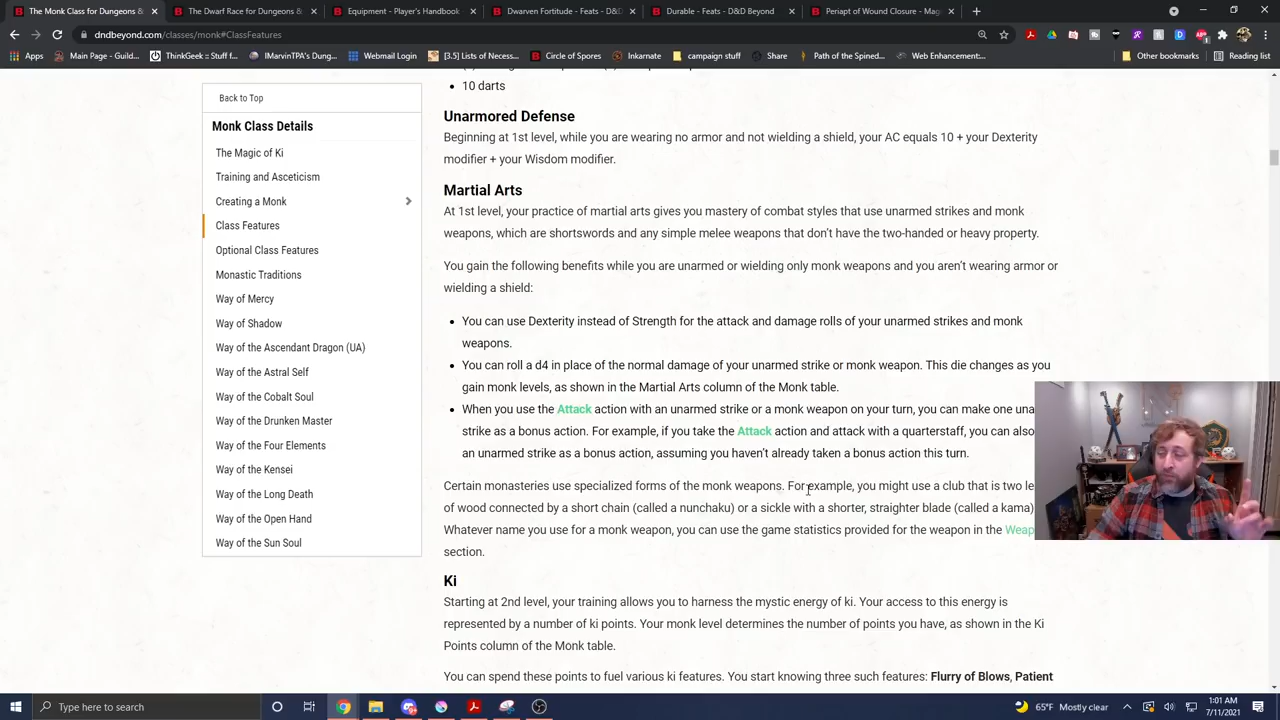 The Monk Class for Dungeons &
The Dwarf Race for Dungeons &
Equipment - Player's Handbook
Dwarven Fortitude - Feats - D&D
Durable - Feats - D&D Beyond
Periapt of Wound Closure - Mag
dndbeyond.com/classes/monk#ClassFeatures
Apps
Main Page - Guild...
ThinkGeek :: Stuff f...
IMarvinTPA's Dung...
Webmail Login
[3.5] Lists of Necess...
Circle of Spores
Inkarnate
campaign stuff
Share
Path of the Spined...
Web Enhancement:...
Other bookmarks
Reading list
Back to Top
Monk Class Details
The Magic of Ki
Training and Asceticism
Creating a Monk
Class Features
Optional Class Features
Monastic Traditions
Way of Mercy
Way of Shadow
Way of the Ascendant Dragon (UA)
Way of the Astral Self
Way of the Cobalt Soul
Way of the Drunken Master
Way of the Four Elements
Way of the Kensei
Way of the Long Death
Way of the Open Hand
Way of the Sun Soul
10 darts
Unarmored Defense
Beginning at 1st level, while you are wearing no armor and not wielding a shield, your AC equals 10 + your Dexterity
modifier + your Wisdom modifier.
Martial Arts
At 1st level, your practice of martial arts gives you mastery of combat styles that use unarmed strikes and monk
weapons, which are shortswords and any simple melee weapons that don't have the two-handed or heavy property.
You gain the following benefits while you are unarmed or wielding only monk weapons and you aren't wearing armor or
wielding a shield:
You can use Dexterity instead of Strength for the attack and damage rolls of your unarmed strikes and monk
weapons.
You can roll a d4 in place of the normal damage of your unarmed strike or monk weapon. This die changes as you
gain monk levels, as shown in the Martial Arts column of the Monk table.
When you use the Attack action with an unarmed strike or a monk weapon on your turn, you can make one una
strike as a bonus action. For example, if you take the Attack action and attack with a quarterstaff, you can also
an unarmed strike as a bonus action, assuming you haven't already taken a bonus action this turn.
Certain monasteries use specialized forms of the monk weapons. For example, you might use a club that is two le
of wood connected by a short chain (called a nunchaku) or a sickle with a shorter, straighter blade (called a kama)
Whatever name you use for a monk weapon, you can use the game statistics provided for the weapon in the Weap
section.
Ki
Starting at 2nd level, your training allows you to harness the mystic energy of ki. Your access to this energy is
represented by a number of ki points. Your monk level determines the number of points you have, as shown in the Ki
Points column of the Monk table.
You can spend these points to fuel various ki features. You start knowing three such features: Flurry of Blows, Patient
Type here to search
65°F Mostly clear
1:01 AM
7/11/2021